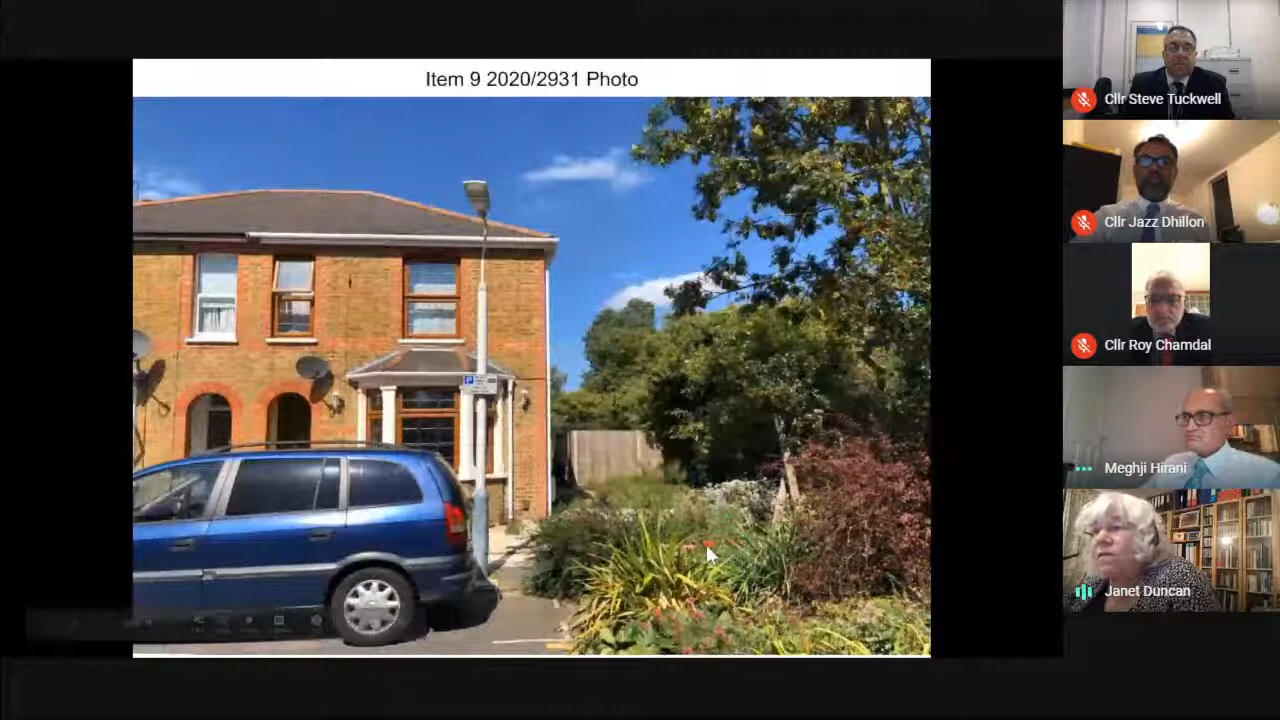 Item 9 2020/2931 Photo
Cllr Steve Tuckwell
Cllr Jazz Dhillon
Cllr Roy Chamdal
Meghji Hirani
Janet Duncan
P